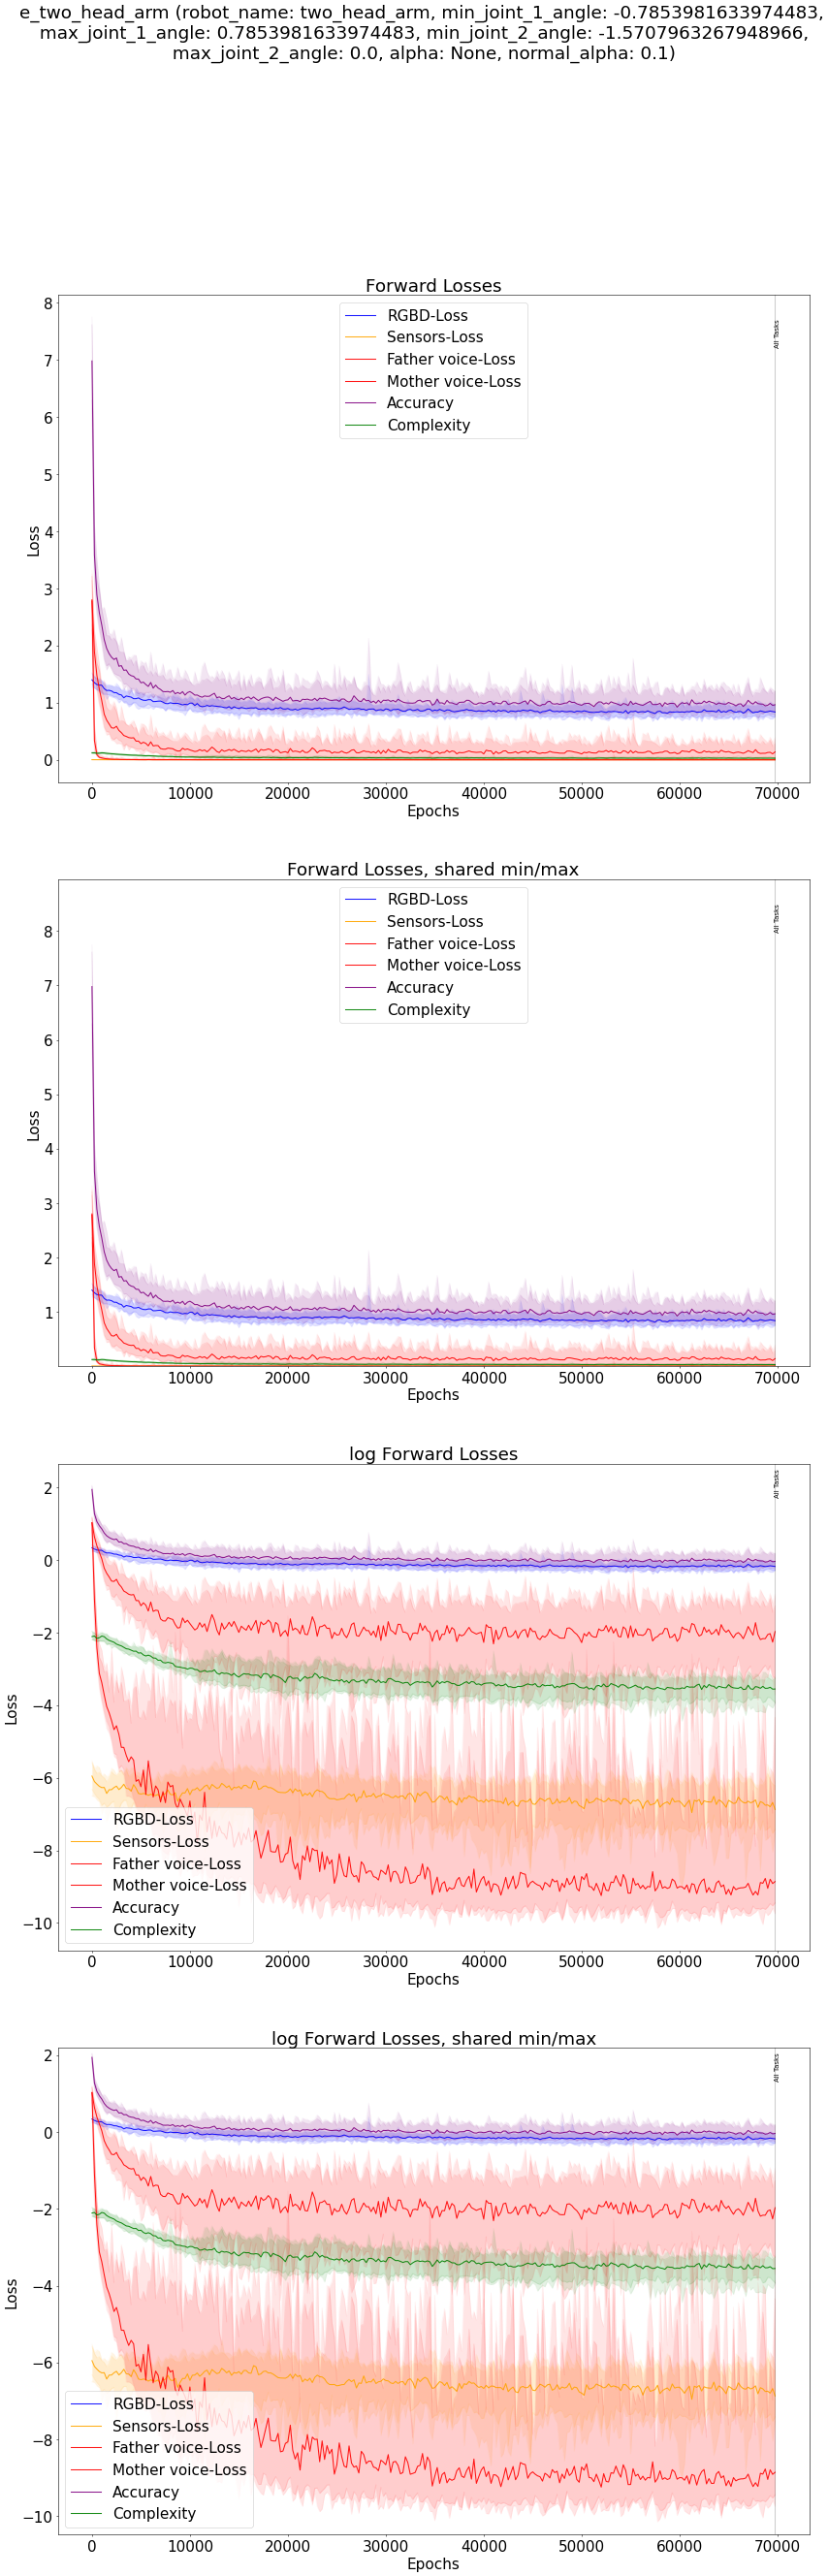 e_two_head_arm (robot_name: two_head_arm, min_joint_1_angle: -0.7853981633974483,
max_joint_1_angle: 0.7853981633974483, min_joint_2_angle: -1.5707963267948966,
max_joint_2_angle: 0.0, alpha: None, normal_alpha: 0.1)
Forward Losses
8
7
6
5
4
3
2
1
0
Loss
RGBD-Loss
Sensors-Loss
Father voice-Loss
Mother voice-Loss
Accuracy
Complexity
All Tasks
0 10000 20000 30000 40000 50000 60000 70000
Epochs
Forward Losses, shared min/max
8
7
6
5
4
3
2
1
Loss
RGBD-Loss
Sensors-Loss
Father voice-Loss
Mother voice-Loss
Accuracy
Complexity
All Tasks
0 10000 20000 30000 40000 50000 60000 70000
Epochs
log Forward Losses
2
0
−2
−4
−6
−8
−10
Loss
All Tasks
RGBD-Loss
Sensors-Loss
Father voice-Loss
Mother voice-Loss
Accuracy
Complexity
0 10000 20000 30000 40000 50000 60000 70000
Epochs
log Forward Losses, shared min/max
2
0
−2
−4
−6
−8
−10
Loss
All Tasks
RGBD-Loss
Sensors-Loss
Father voice-Loss
Mother voice-Loss
Accuracy
Complexity
0 10000 20000 30000 40000 50000 60000 70000
Epochs